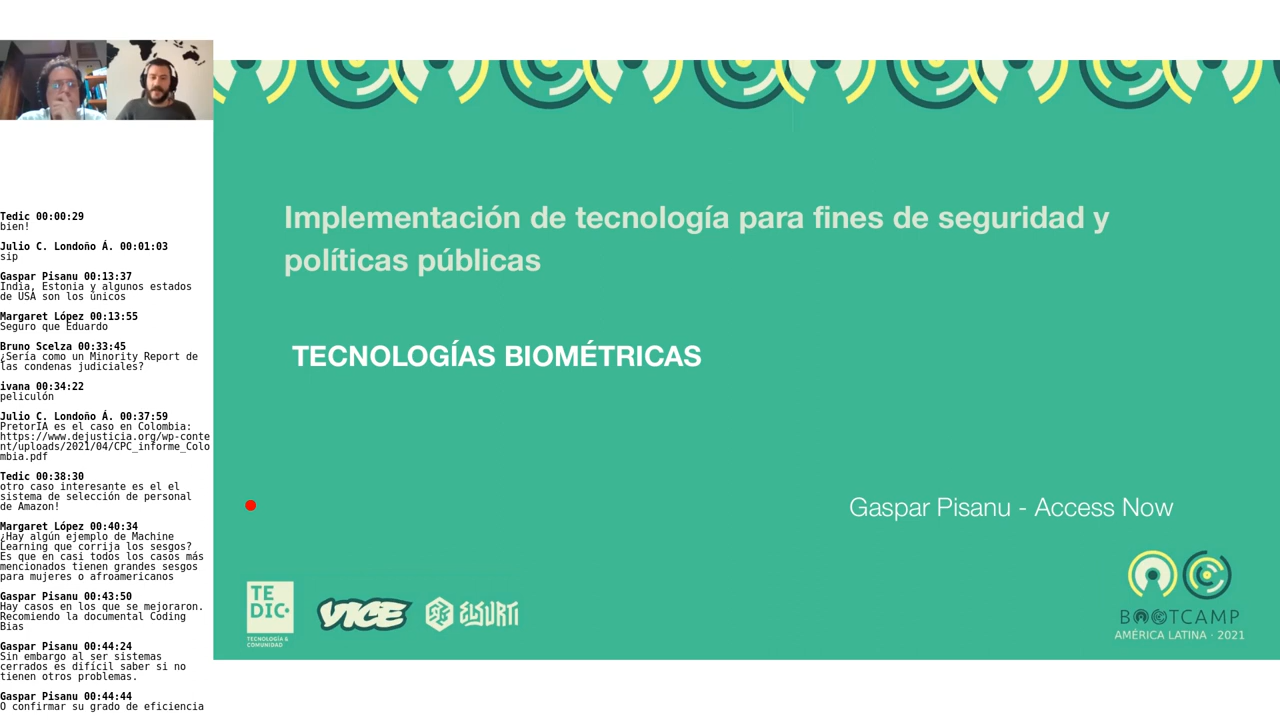 Tedic 00:00:29
bien!
Julio C. Londoño Á. 00:01:03
sip
Gaspar Pisanu 00:13:37
India, Estonia y algunos estados
de USA son los únicos
Margaret López 00:13:55
Seguro que Eduardo
Bruno Scelza 00:33:45
¿Sería como un Minority Report de
las condenas judiciales?
ivana 00:34:22
peliculón
Julio C. Londoño Á. 00:37:59
PretorIA es el caso en Colombia:
https://www.dejusticia.org/wp-conte
nt/uploads/2021/04/CPC_informe_Colo
mbia.pdf
Tedic 00:38:30
otro caso interesante es el el
sistema de selección de personal
de Amazon!
Margaret López 00:40:34
¿Hay algún ejemplo de Machine
Learning que corrija los sesgos?
Es que en casi todos los casos más
mencionados tienen grandes sesgos
para mujeres o afroamericanos
Gaspar Pisanu 00:43:50
Hay casos en los que se mejoraron.
Recomiendo la documental Coding
Bias
Gaspar Pisanu 00:44:24
Sin embargo al ser sistemas
cerrados es difícil saber si no
tienen otros problemas.
Gaspar Pisanu 00:44:44
O confirmar su grado de eficiencia
Implementación de tecnología para fines de seguridad y
políticas públicas
TECNOLOGÍAS BIOMÉTRICAS
Gaspar Pisanu - Access Now
TE
DIC
TECNOLOGÍA &
COMUNIDAD
VICE
ELSURTI
BOOTCAMP
AMÉRICA LATINA · 2021